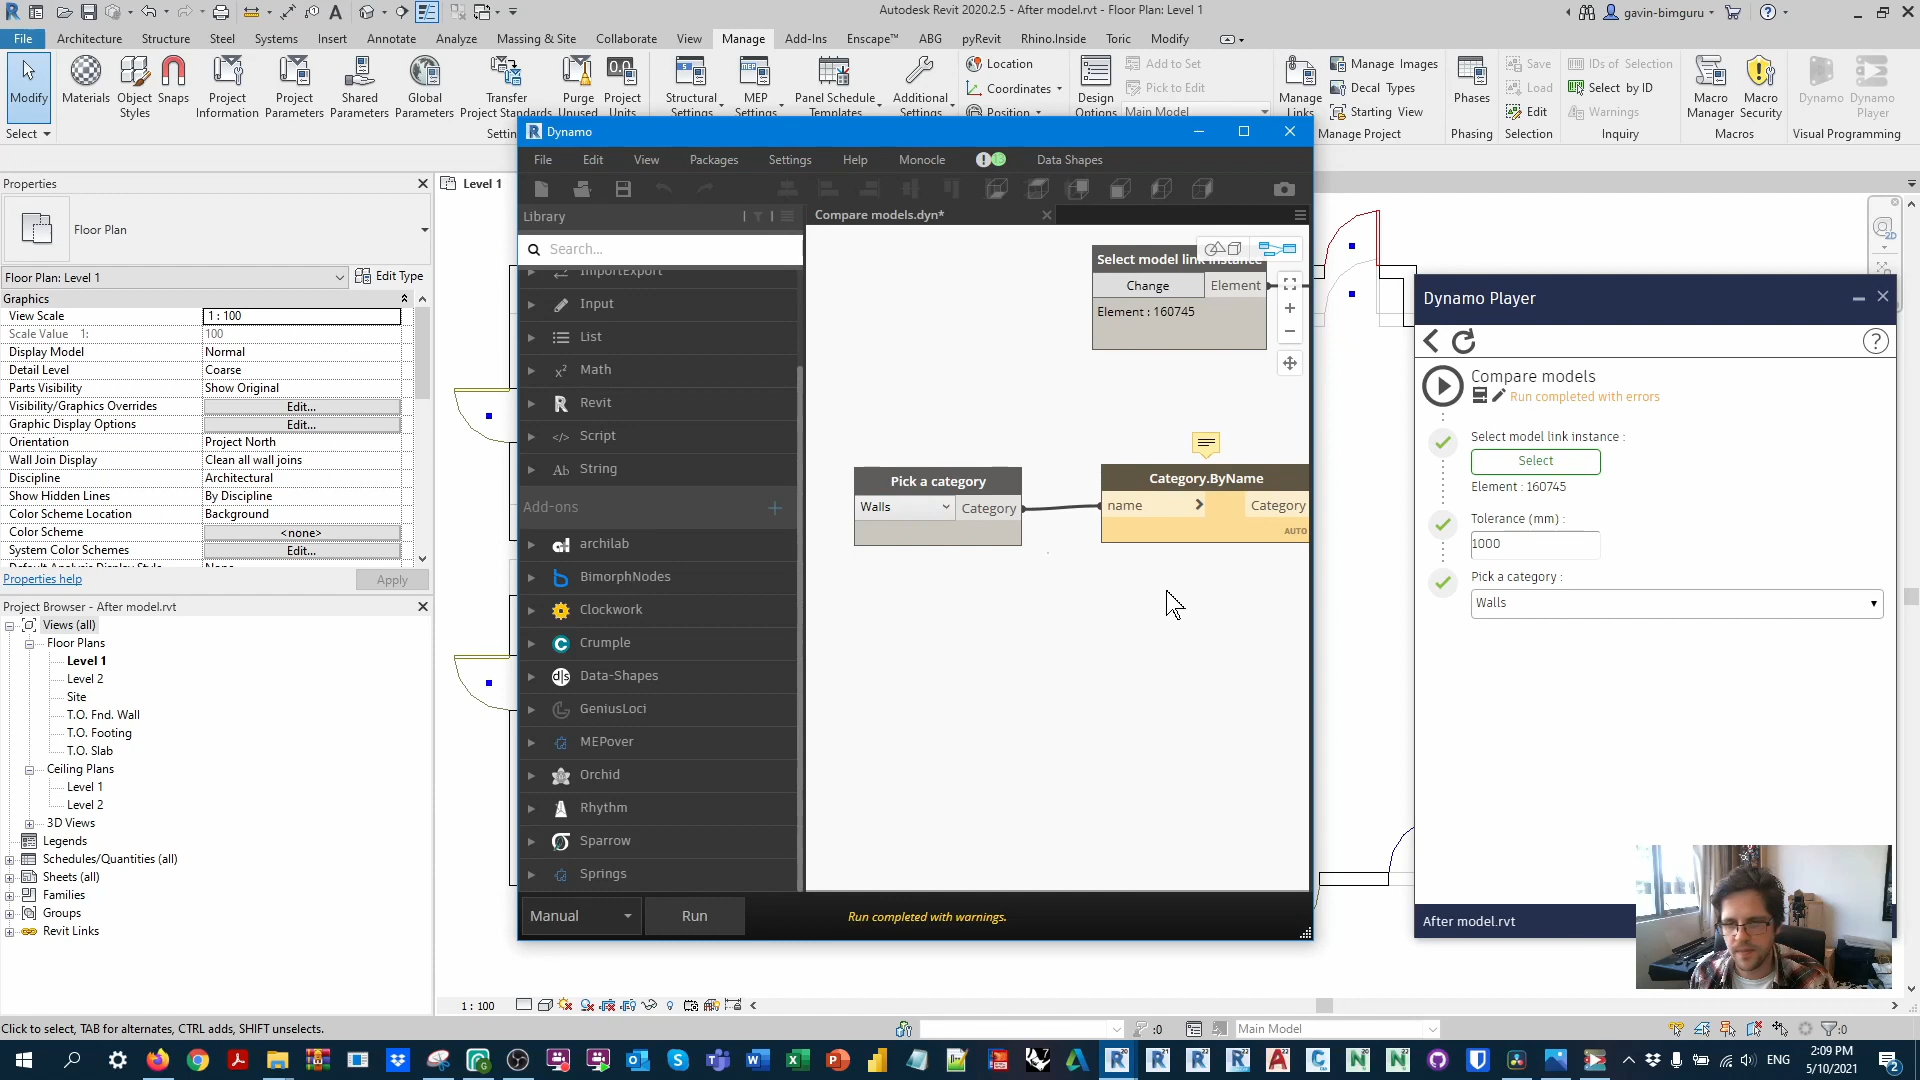 Autodesk Revit 2020.2.5 - After model.rvt - Floor Plan: Level 1
gavin-bimguru
File Architecture Structure Steel Systems Insert Annotate Analyze Massing & Site Collaborate View Manage Add-Ins Enscape™ ABG pyRevit Rhino.Inside Toric Modify
Modify
Materials
Object Styles
Snaps
Project Information
Project Parameters
Shared Parameters
Global Parameters
Transfer Project Standards
Purge Unused
Project Units
Structural Settings
MEP Settings
Panel Schedule Templates
Additional Settings
Location
Coordinates
Position
Design Options
Add to Set
Pick to Edit
Main Model
Manage Links
Manage Images
Decal Types
Starting View
Phases
Save
Load
Edit
IDs of Selection
Select by ID
Warnings
Macro Manager
Macro Security
Dynamo
Dynamo Player
Select
Manage Project
Phasing
Selection
Inquiry
Macros
Visual Programming
Properties
Floor Plan
Floor Plan: Level 1
Edit Type
Graphics
View Scale 1 : 100
Scale Value 1: 100
Display Model Normal
Detail Level Coarse
Parts Visibility Show Original
Visibility/Graphics Overrides Edit...
Graphic Display Options Edit...
Orientation Project North
Wall Join Display Clean all wall joins
Discipline Architectural
Show Hidden Lines By Discipline
Color Scheme Location Background
Color Scheme <none>
System Color Schemes Edit...
Default Analysis Display Style None
Properties help
Apply
Project Browser - After model.rvt
Views (all)
Floor Plans
Level 1
Level 2
Site
T.O. Fnd. Wall
T.O. Footing
T.O. Slab
Ceiling Plans
Level 1
Level 2
3D Views
Legends
Schedules/Quantities (all)
Sheets (all)
Families
Groups
Revit Links
Level 1
Dynamo
File Edit View Packages Settings Help Monocle Data Shapes
Library
Search...
ImportExport
Input
List
Math
Revit
Script
String
Add-ons
archilab
BimorphNodes
Clockwork
Crumple
Data-Shapes
GeniusLoci
MEPover
Orchid
Rhythm
Sparrow
Springs
Compare models.dyn*
Select model link instance
Change Element
Element : 160745
Pick a category
Walls Category
Category.ByName
name > Category
AUTO
Manual Run
Run completed with warnings.
Dynamo Player
Compare models
Run completed with errors
Select model link instance :
Select
Element : 160745
Tolerance (mm) :
1000
Pick a category :
Walls
After model.rvt
1 : 100
Click to select, TAB for alternates, CTRL adds, SHIFT unselects.
:0
Main Model
:0
ENG
2:09 PM
5/10/2021